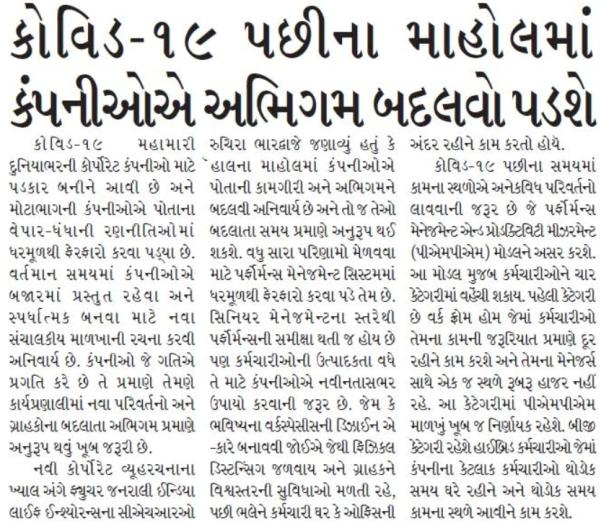 કોવિડ-૧૯ પછીના માહોલમાં
કંપનીઓએ અભિગમ બદલવો પડશે
કોવિડ-૧૯ મહામારી
દુનિયાભરની કોર્પોરેટ કંપનીઓ માટે
પડકાર બનીને આવી છે અને
મોટાભાગની કંપનીઓએ પોતાના
વેપાર-ધંધાની રણનીતિઓમાં
ધરમૂળથી ફેરફારો કરવા પડ્યા છે.
વર્તમાન સમયમાં કંપનીઓએ
બજારમાં પ્રસ્તુત રહેવા અને
સ્પર્ધાત્મક બનવા માટે નવા
સંચાલકીય માળખાની રચના કરવી
અનિવાર્ય છે. કંપનીઓ જે ગતિએ
પ્રગતિ કરે છે તે પ્રમાણે તેમણે
કાર્યપ્રણાલીમાં નવા પરિવર્તનો અને
ગ્રાહકોના બદલાતા અભિગમ પ્રમાણે
અનુરૂપ થવું ખૂબ જરૂરી છે.
નવી કોર્પોરેટ વ્યૂહરચનાના
ખ્યાલ અંગે ફ્યુચર જનરાલી ઈન્ડિયા
લાઈફ ઈન્શ્યોરન્સના સીએચઆરઓ
રુચિરા ભારદ્વાજે જણાવ્યું હતું કે
હાલના માહોલમાં કંપનીઓએ
પોતાની કામગીરી અને અભિગમને
બદલવી અનિવાર્ય છે અને તો જ તેઓ
બદલાતા સમય પ્રમાણે અનુરૂપ થઈ
શકશે. વધુ સારા પરિણામો મેળવવા
માટે પર્ફોર્મન્સ મેનેજમેન્ટ સિસ્ટમમાં
ધરમૂળથી ફેરફારો કરવા પડે તેમ છે.
સિનિયર મેનેજમેન્ટના સ્તરેથી
પર્ફોર્મન્સની સમીક્ષા થતી જ હોય છે
પણ કર્મચારીઓની ઉત્પાદકતા વધે
તે માટે કંપનીઓએ નવીનતાસભર
ઉપાયો કરવાની જરૂર છે. જેમ કે
ભવિષ્યના વર્કસ્પેસીસની ડિઝાઈન એ
-કારે બનાવવી જોઈએ જેથી ફિઝિકલ
ડિસ્ટન્સિંગ જળવાય અને ગ્રાહકને
વિશ્વસ્તરની સુવિધાઓ મળતી રહે,
પછી ભલેને કર્મચારી ઘર કે ઓફિસની
અંદર રહીને કામ કરતો હોય.
કોવિડ-૧૯ પછીના સમયમાં
કામના સ્થળોએ અનેકવિધ પરિવર્તનો
લાવવાની જરૂર છે જે પર્ફોર્મન્સ
મેનેજમેન્ટ એન્ડ પ્રોડક્ટિવિટી મીઝરમેન્ટ
(પીએમપીએમ) મોડલને અસર કરશે.
આ મોડલ મુજબ કર્મચારીઓને ચાર
કેટેગરીમાં વહેંચી શકાય. પહેલી કેટેગરી
છે વર્ક ફ્રોમ હોમ જેમાં કર્મચારીઓ
તેમના કામની જરૂરિયાત પ્રમાણે દૂર
રહીને કામ કરશે અને તેમના મેનેજર્સ
સાથે એક જ સ્થળે રૂબરૂ હાજર નહીં
રહે. આ કેટેગરીમાં પીએમપીએમ
માળખું ખૂબ જ નિર્ણાયક રહેશે. બીજી
કેટેગરી રહેશે હાઈબ્રિડ કર્મચારીઓ જેમાં
કંપનીના કેટલાક કર્મચારીઓ થોડોક
સમય ઘરે રહીને અને થોડોક સમય
કામના સ્થળે આવીને કામ કરશે.